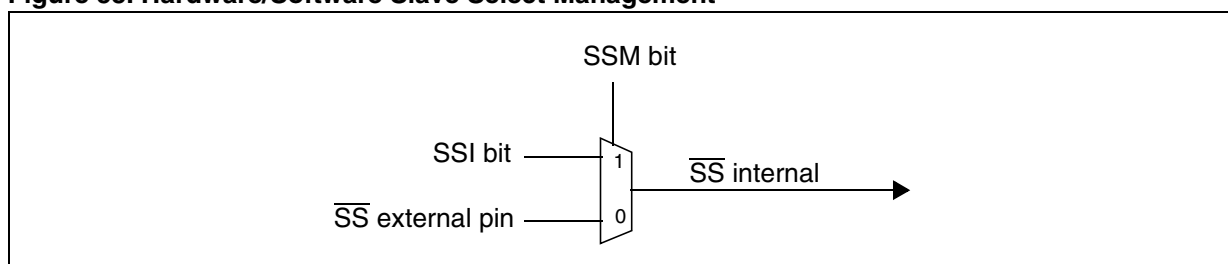 SSM bit
SSI bit
1
SS internal
SS external pin
0